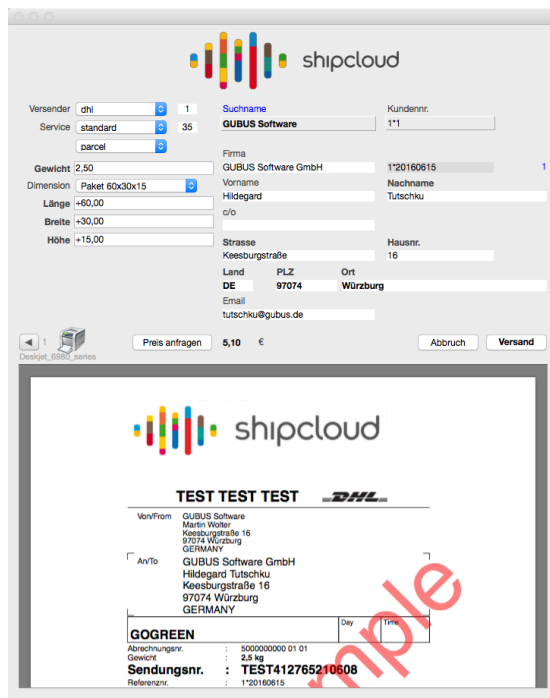 shipcloud
Versender dhl 1 Suchname Kundennr.
Service standard 35 GUBUS Software 1*1
parcel
Firma
Gewicht 2,50 GUBUS Software GmbH 1*20160615 1
Dimension Paket 60x30x15 Vorname Nachname
Länge +60,00 Hildegard Tutschku
Breite +30,00 c/o
Höhe +15,00 Strasse Hausnr.
Keesburgstraße 16
Land PLZ Ort
DE 97074 Würzburg
Email
tutschku@gubus.de
1 Preis anfragen 5,10 € Abbruch Versand
Deskjet_6980_series
shipcloud
TEST TEST TEST DHL
Von/From GUBUS Software
Martin Wolter
Keesburgstraße 16
97074 Würzburg
GERMANY
An/To GUBUS Software GmbH
Hildegard Tutschku
Keesburgstraße 16
97074 Würzburg
GERMANY
Day Time
GOGREEN
Abrechnungsnr. : 5000000000 01 01
Gewicht : 2,5 kg
Sendungsnr. : TEST412765210608
Referenznr. : 1*20160615
mple